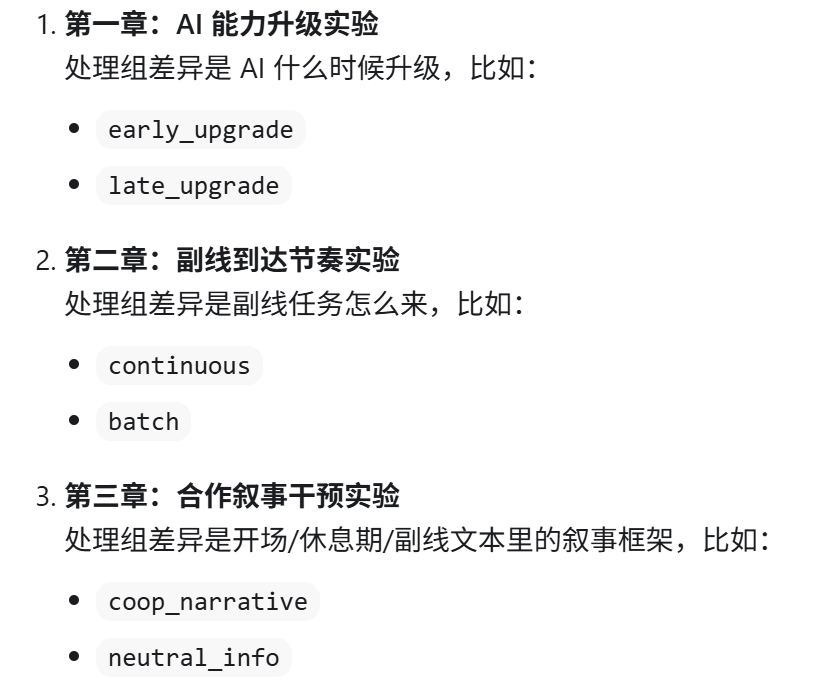 1. 第一章：AI 能力升级实验
处理组差异是 AI 什么时候升级，比如：
• early_upgrade
• late_upgrade
2. 第二章：副线到达节奏实验
处理组差异是副线任务怎么来，比如：
• continuous
• batch
3. 第三章：合作叙事干预实验
处理组差异是开场/休息期/副线文本里的叙事框架，比如：
• coop_narrative
• neutral_info